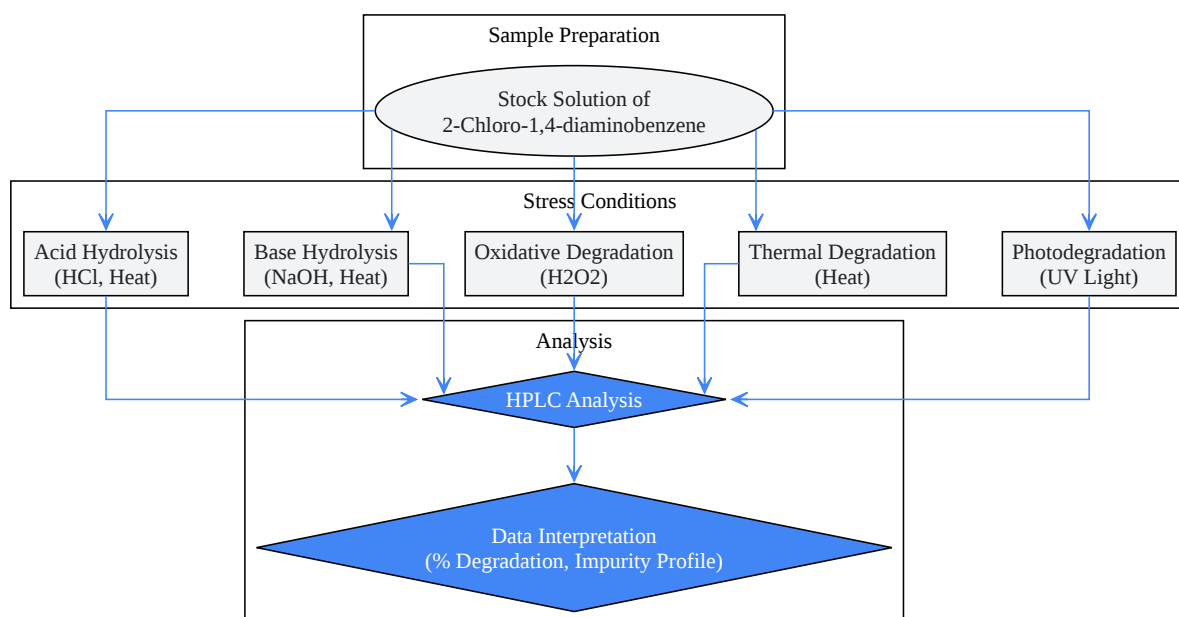 Sample Preparation
Stock Solution of
2-Chloro-1,4-diaminobenzene
Stress Conditions
Acid Hydrolysis
(HCl, Heat)
Base Hydrolysis
(NaOH, Heat)
Oxidative Degradation
(H2O2)
Thermal Degradation
(Heat)
Photodegradation
(UV Light)
Analysis
HPLC Analysis
Data Interpretation
(% Degradation, Impurity Profile)